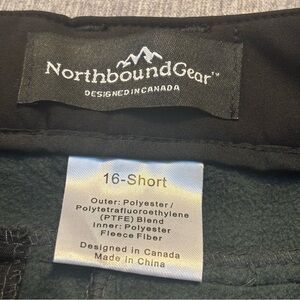 NorthboundGear™
DESIGNED IN CANADA
16-Short
Outer: Polyester/
Polytetrafluoroethylene
(PTFE) Blend
Inner: Polyester
Fleece Fiber
Designed in Canada
Made in China